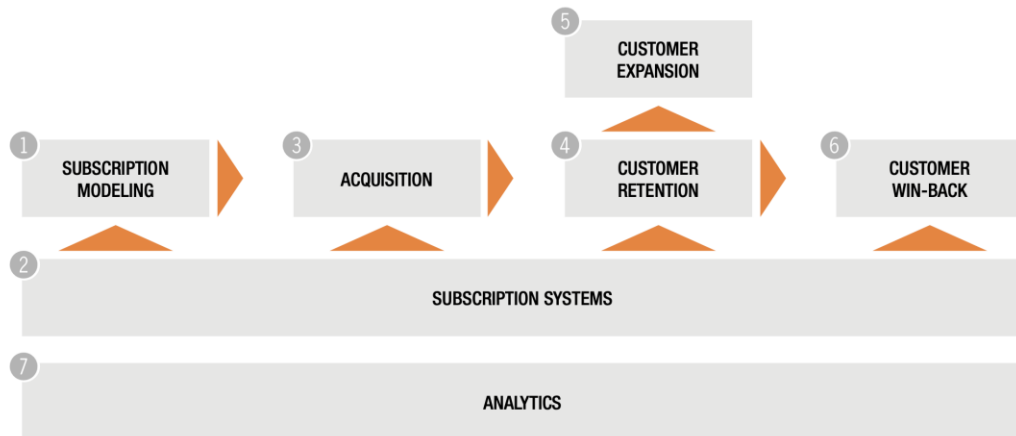 5
CUSTOMER
EXPANSION
1
SUBSCRIPTION
MODELING
3
ACQUISITION
4
CUSTOMER
RETENTION
6
CUSTOMER
WIN-BACK
2
SUBSCRIPTION SYSTEMS
7
ANALYTICS